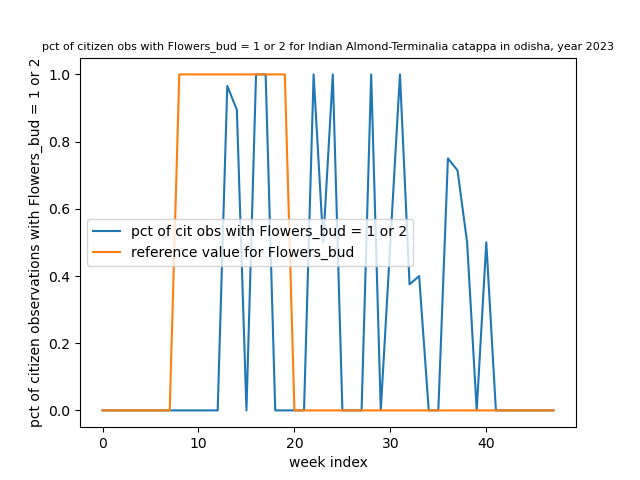 pct of citizen obs with Flowers_bud = 1 or 2 for Indian Almond-Terminalia catappa in odisha, year 2023
pct of citizen observations with Flowers_bud = 1 or 2
1.0
0.8
0.6
0.4
0.2
0.0
pct of cit obs with Flowers_bud = 1 or 2
reference value for Flowers_bud
0 10 20 30 40
week index